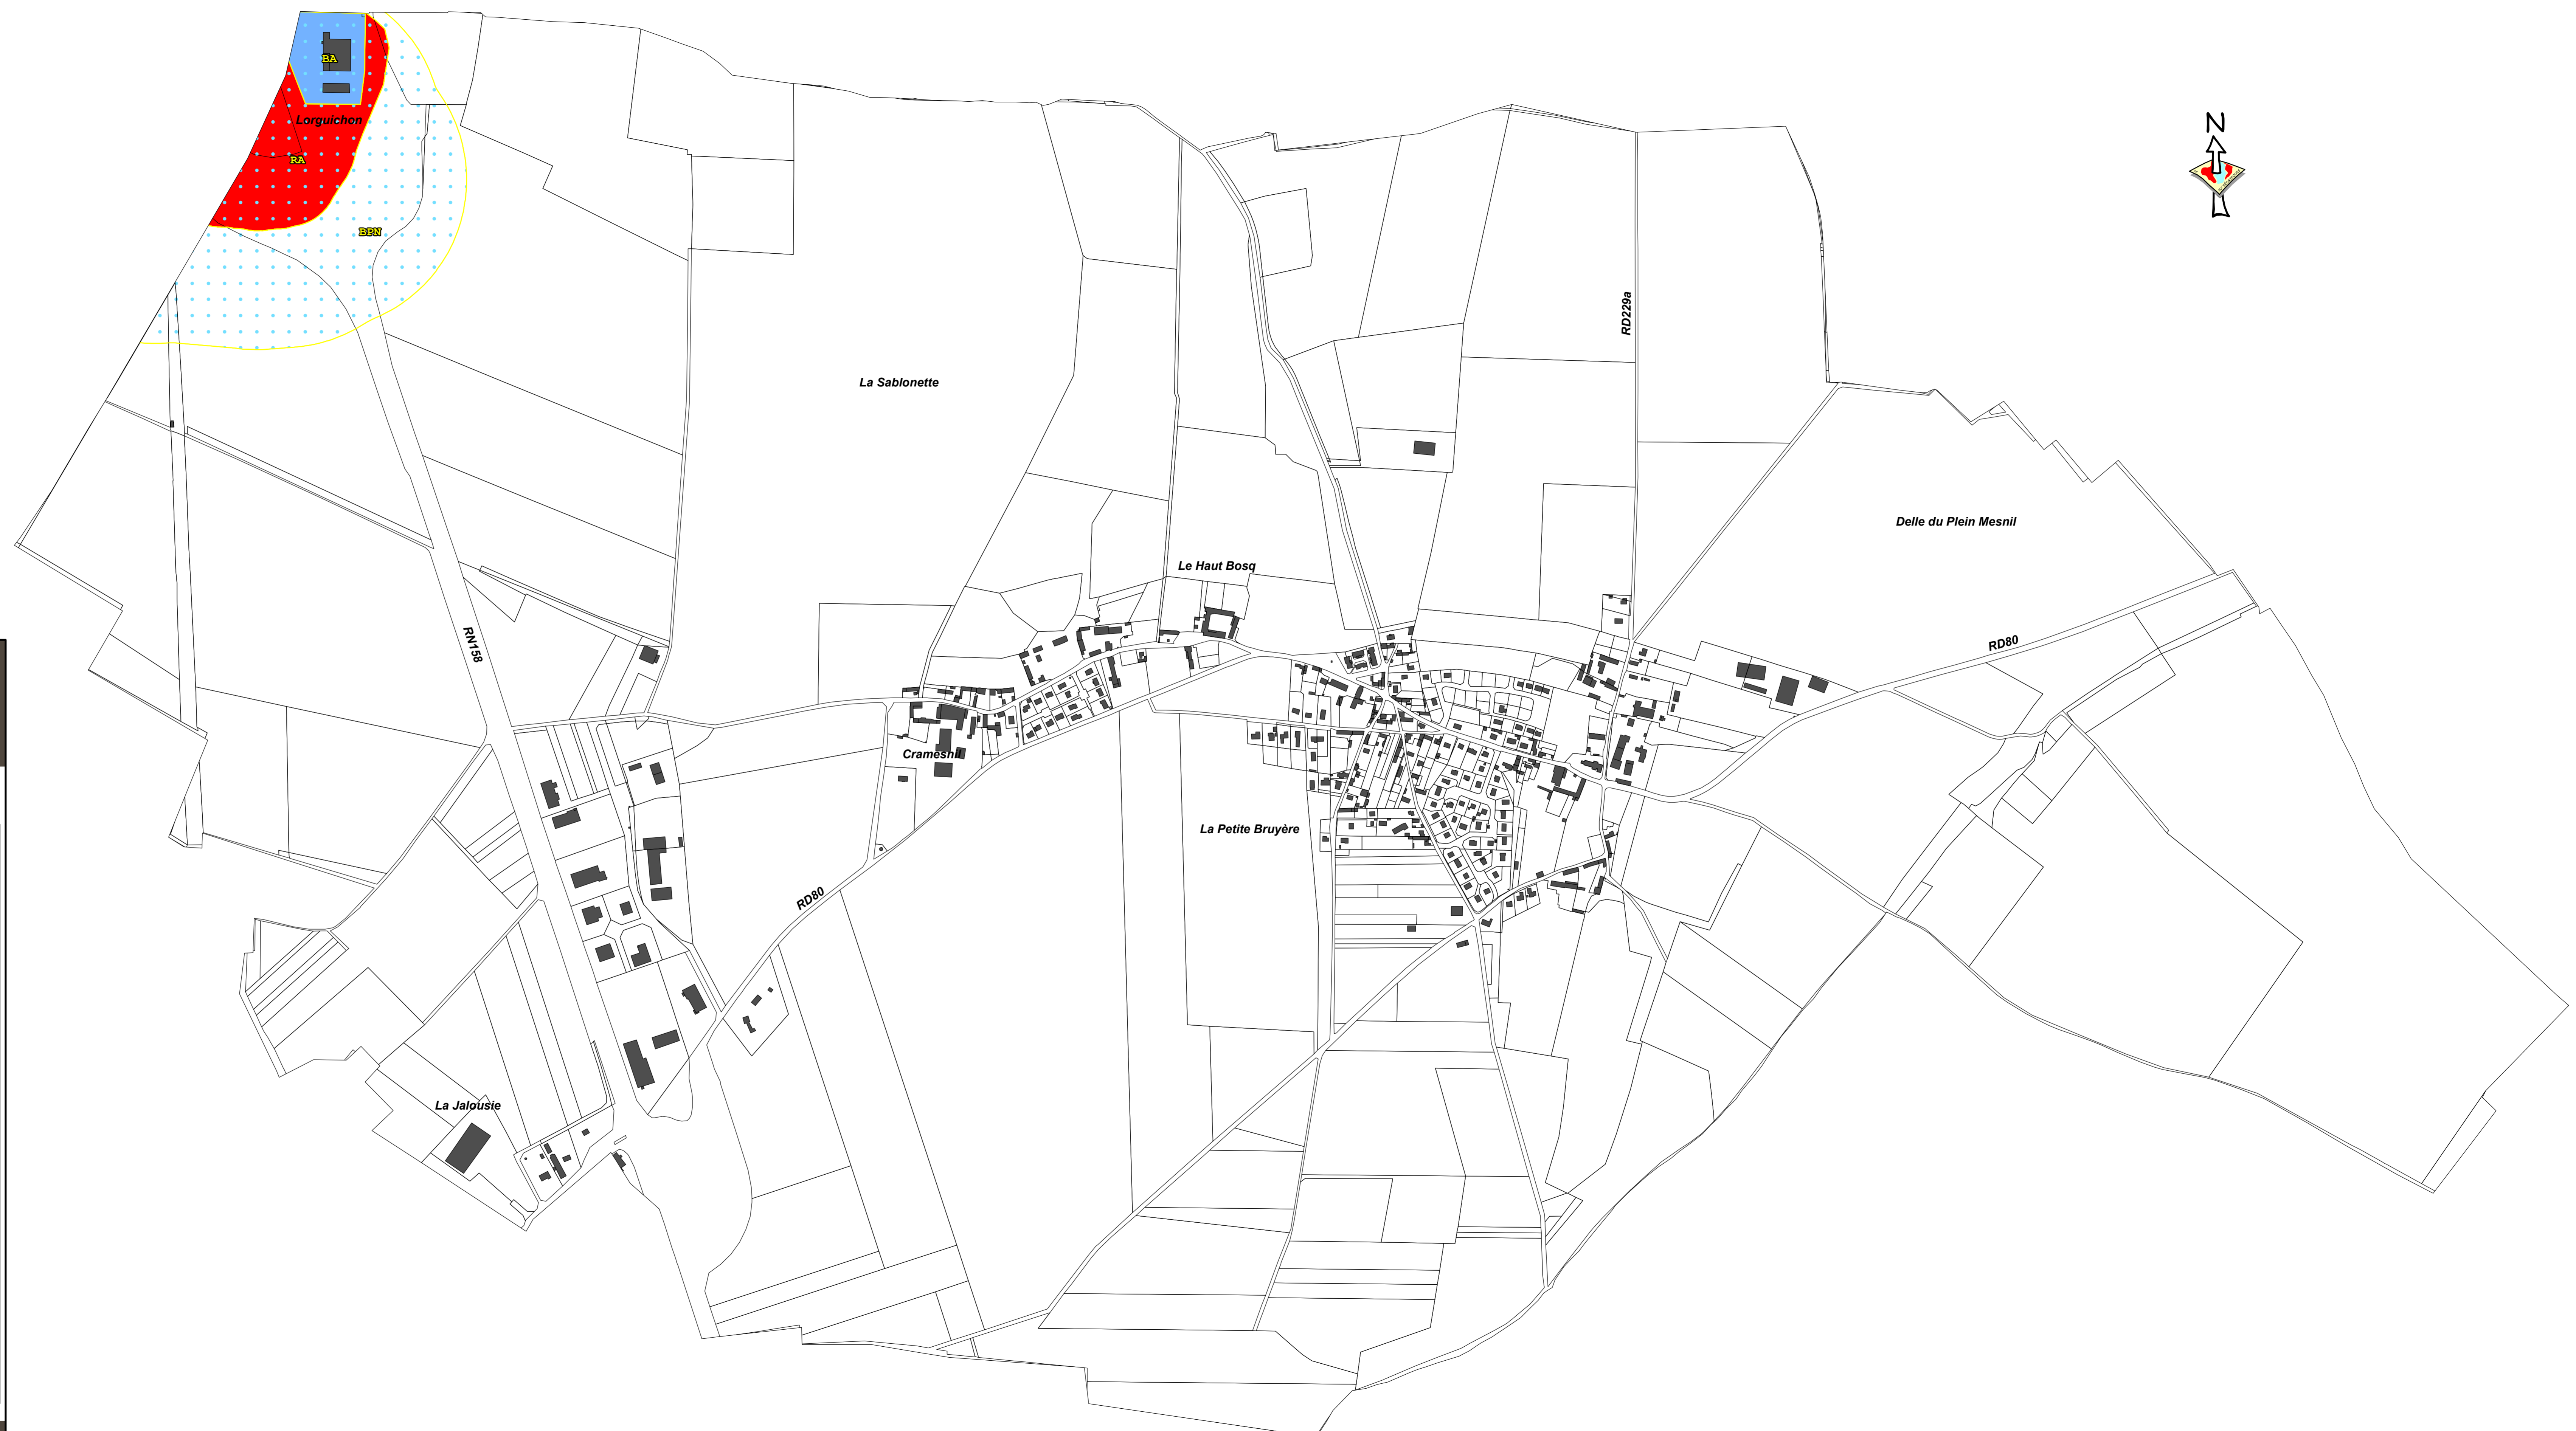 BA
Lorguichon
RA
BPN
N
RD229a
La Sablonette
Delle du Plein Mesnil
Le Haut Bosq
RN158
RD80
Cramesnil
La Petite Bruyère
RD80
La Jalousie